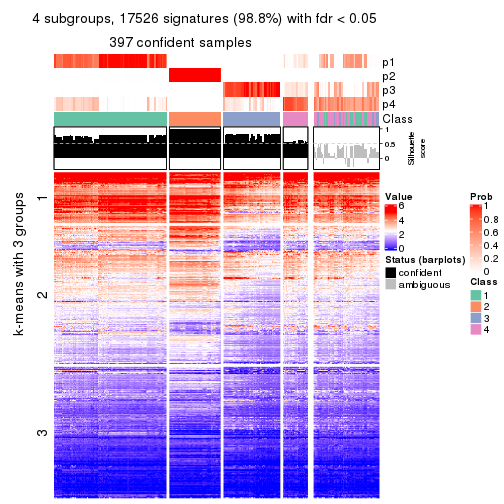 4 subgroups, 17526 signatures (98.8%) with fdr < 0.05
397 confident samples
p1
p2
p3
p4
Class
1
0.5
0
Silhouette
score
k-means with 3 groups
1
2
3
Value
6
4
2
0
Status (barplots)
confident
ambiguous
Prob
1
0.8
0.6
0.4
0.2
0
Class
1
2
3
4